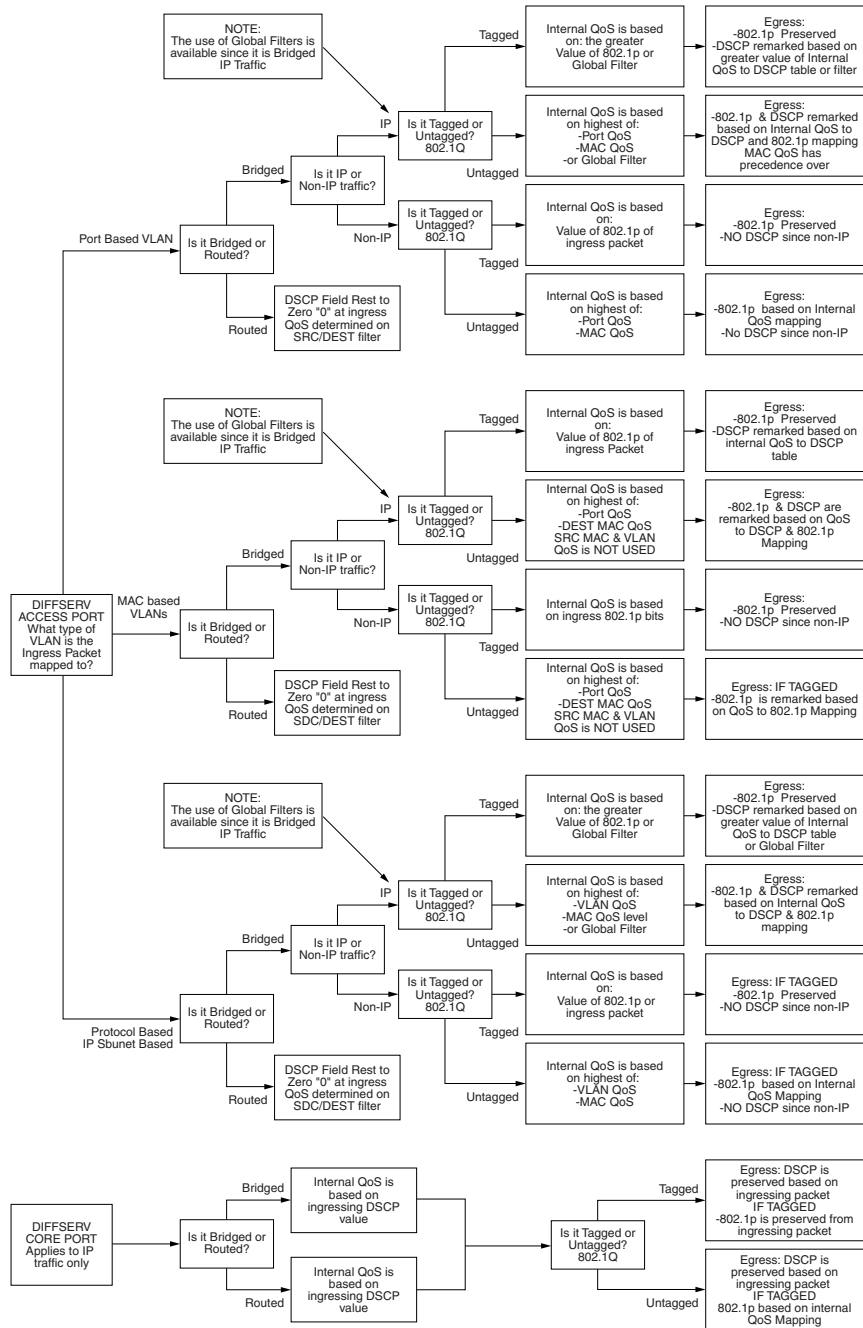 NOTE:
The use of Global Filters is
available since it is Bridged
IP Traffic
Tagged
Internal QoS is based
on: the greater
Value of 802.1p or
Global Filter
Egress:
-802.1p Preserved
-DSCP remarked based on
greater value of Internal
QoS to DSCP table or filter
IP
Is it Tagged or
Untagged?
802.1Q
Internal QoS is based
on highest of:
-Port QoS
-MAC QoS
-or Global Filter
Egress:
-802.1p & DSCP remarked
based on Internal QoS to
DSCP and 802.1p mapping
MAC QoS has
precedence over
Untagged
Bridged
Is it IP or
Non-IP traffic?
Port Based VLAN
Is it Bridged or
Routed?
Non-IP
Is it Tagged or
Untagged?
802.1Q
Internal QoS is based
on:
Value of 802.1p of
ingress packet
Egress:
-802.1p Preserved
-NO DSCP since non-IP
Tagged
Routed
DSCP Field Rest to
Zero "0" at ingress
QoS determined on
SRC/DEST filter
Untagged
Internal QoS is based
on highest of:
-Port QoS
-MAC QoS
Egress:
-802.1p based on Internal
QoS mapping
-No DSCP since non-IP
NOTE:
The use of Global Filters is
available since it is Bridged
IP Traffic
Tagged
Internal QoS is based
on:
Value of 802.1p of
ingress Packet
Egress:
-802.1p Preserved
-DSCP remarked based on
internal QoS to DSCP
table
IP
Is it Tagged or
Untagged?
802.1Q
Internal QoS is based
on highest of:
-Port QoS
-DEST MAC QoS
SRC MAC & VLAN
QoS is NOT USED
Egress:
-802.1p & DSCP are
remarked based on QoS
to DSCP & 802.1p
Mapping
Untagged
Bridged
Is it IP or
Non-IP traffic?
DIFFSERV
ACCESS PORT
What type of
VLAN is the
Ingress Packet
mapped to?
MAC based
VLANs
Is it Bridged or
Routed?
Non-IP
Is it Tagged or
Untagged?
802.1Q
Internal QoS is based
on ingress 802.1p bits
Egress:
-802.1p Preserved
-NO DSCP since non-IP
Tagged
Routed
DSCP Field Rest to
Zero "0" at ingress
QoS determined on
SDC/DEST filter
Untagged
Internal QoS is based
on highest of:
-Port QoS
-DEST MAC QoS
SRC MAC & VLAN
QoS is NOT USED
Egress: IF TAGGED
-802.1p is remarked based
on QoS to 802.1p Mapping
NOTE:
The use of Global Filters is
available since it is Bridged
IP Traffic
Tagged
Internal QoS is based
on: the greater
Value of 802.1p or
Global Filter
Egress:
-802.1p Preserved
-DSCP remarked based on
greater value of Internal
QoS to DSCP table
or Global Filter
IP
Is it Tagged or
Untagged?
802.1Q
Internal QoS is based
on highest of:
-VLAN QoS
-MAC QoS level
-or Global Filter
Egress:
-802.1p & DSCP remarked
based on Internal QoS
to DSCP & 802.1p
mapping
Untagged
Bridged
Is it IP or
Non-IP traffic?
Protocol Based
IP Sbunet Based
Is it Bridged or
Routed?
Non-IP
Is it Tagged or
Untagged?
802.1Q
Internal QoS is based
on:
Value of 802.1p or
ingress packet
Egress: IF TAGGED
-802.1p Preserved
-NO DSCP since non-IP
Tagged
Routed
DSCP Field Rest to
Zero "0" at ingress
QoS determined on
SDC/DEST filter
Untagged
Internal QoS is based
on highest of:
-VLAN QoS
-MAC QoS
Egress: IF TAGGED
-802.1p based on Internal
QoS Mapping
-NO DSCP since non-IP
DIFFSERV
CORE PORT
Applies to IP
traffic only
Is it Bridged or
Routed?
Bridged
Internal QoS is
based on
ingressing DSCP
value
Routed
Internal QoS is
based on
ingressing DSCP
value
Is it Tagged or
Untagged?
802.1Q
Tagged
Egress: DSCP is
preserved based on
ingressing packet
IF TAGGED
-802.1p is preserved from
ingressing packet
Untagged
Egress: DSCP is
preserved based on
ingressing packet
IF TAGGED
802.1p based on internal
QoS Mapping